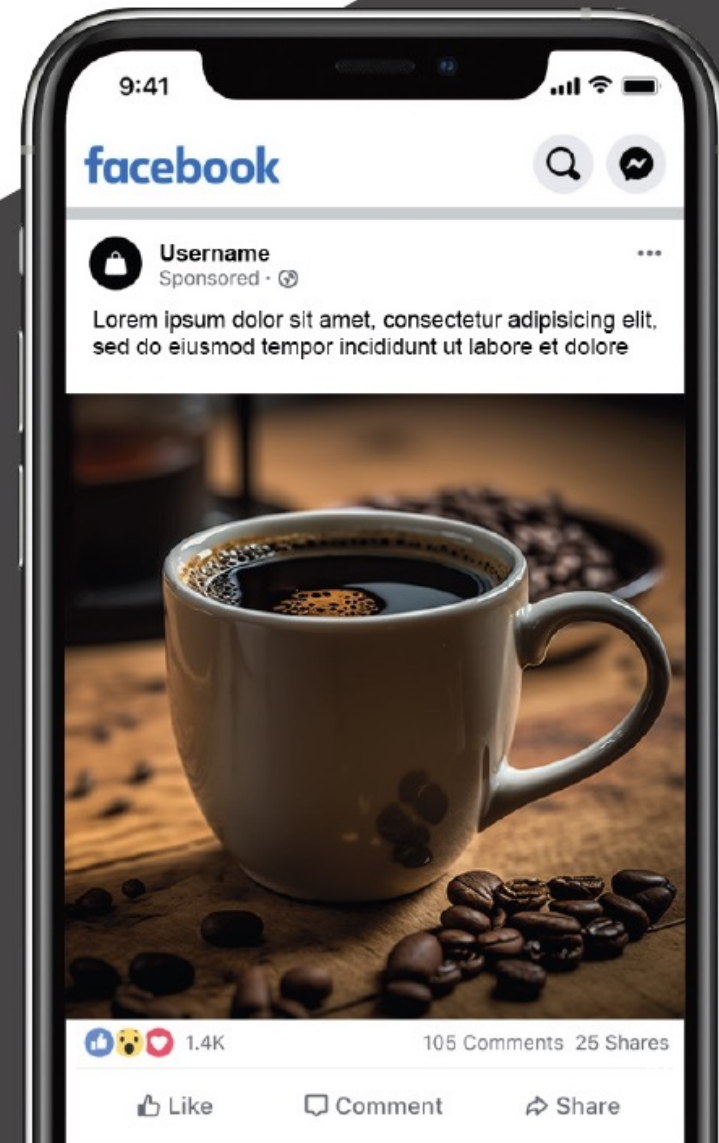 9:41
facebook
Username
Sponsored ·
Lorem ipsum dolor sit amet, consectetur adipisicing elit,
sed do eiusmod tempor incididunt ut labore et dolore
1.4K 105 Comments 25 Shares
Like Comment Share